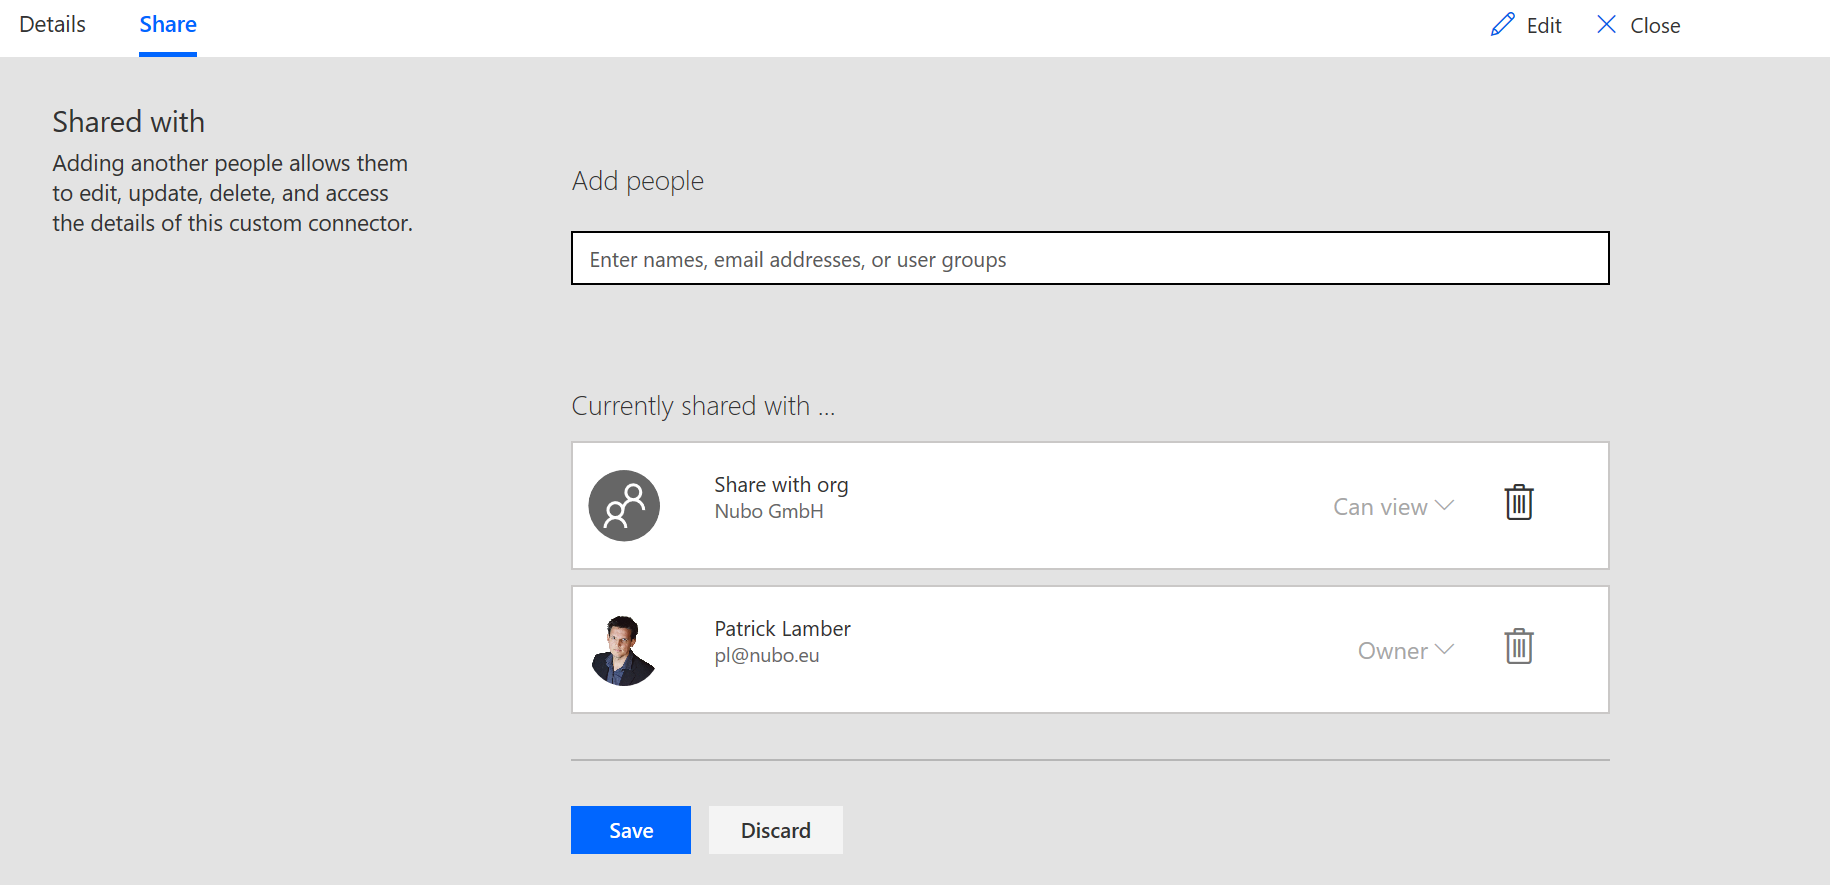 Details
Share
Edit
Close
Shared with
Adding another people allows them
to edit, update, delete, and access
the details of this custom connector.
Add people
Enter names, email addresses, or user groups
Currently shared with ...
Share with org
Nubo GmbH
Can view
Patrick Lamber
pl@nubo.eu
Owner
Save
Discard